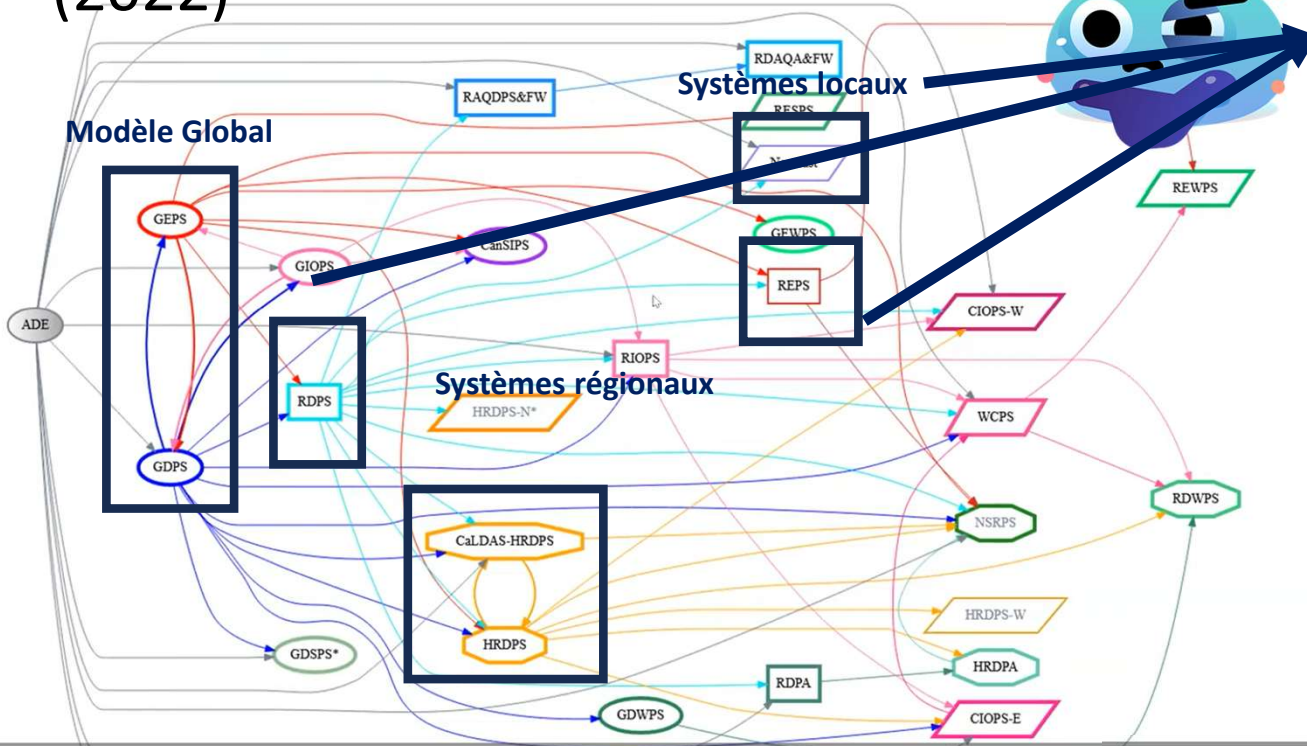 (2022)
RDAQA&FW
Systèmes locaux
RAQDPS&FW
RESPS
Modèle Global
REWPS
GEPS
GEWPS
CanSIPS
GIOPS
REPS
CIOPS-W
ADE
RIOPS
Systèmes régionaux
RDPS
HRDPS-N*
WCPS
GDPS
RDWPS
NSRPS
CaLDAS-HRDPS
HRDPS-W
HRDPS
GDSPS*
HRDPA
RDPA
GDWPS
CIOPS-E